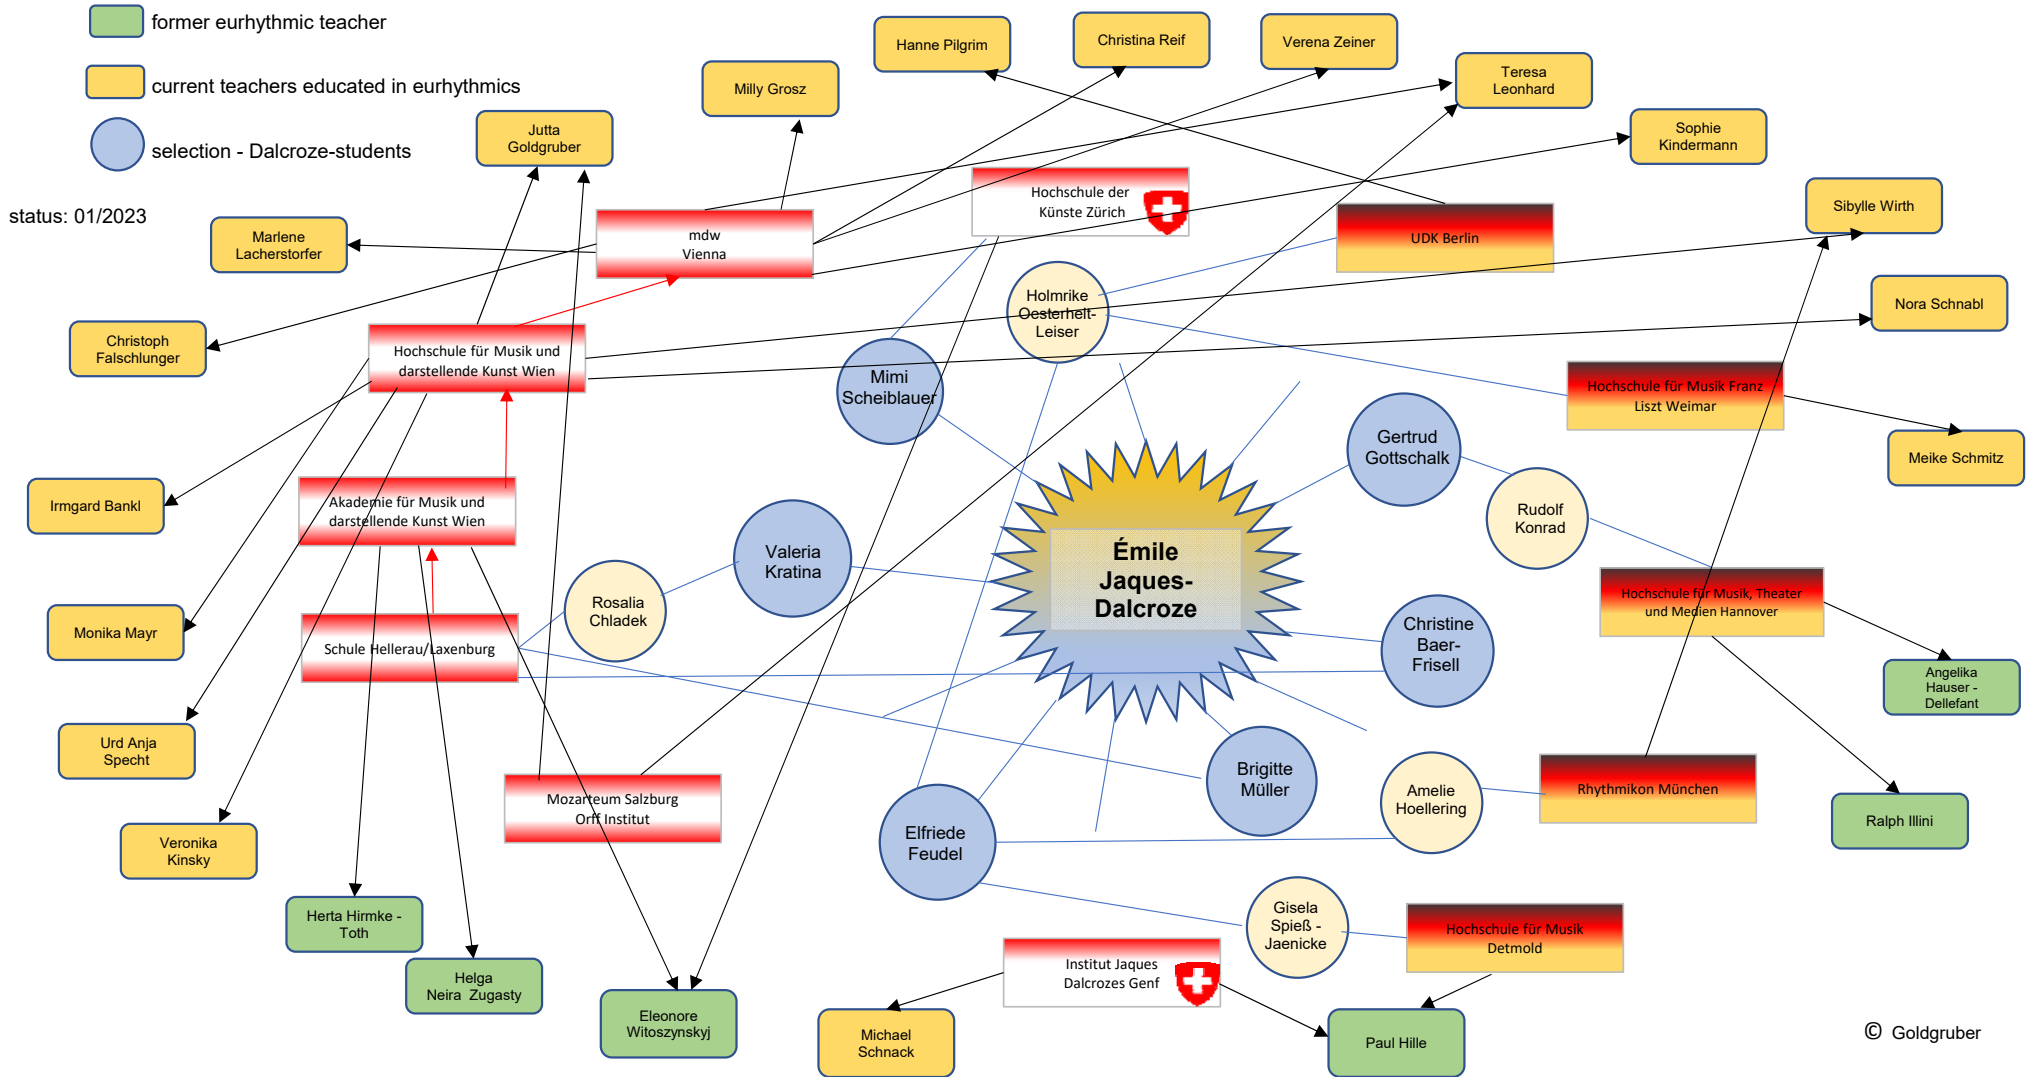 former eurhythmic teacher
current teachers educated in eurhythmics
selection - Dalcroze-students
status: 01/2023
Hanne Pilgrim
Christina Reif
Verena Zeiner
Teresa
Leonhard
Milly Grosz
Jutta
Goldgruber
Sophie
Kindermann
Sibylle Wirth
Marlene
Lacherstorfer
mdw
Vienna
Hochschule der
Künste Zürich
UDK Berlin
Nora Schnabl
Christoph
Falschlunger
Hochschule für Musik und
darstellende Kunst Wien
Holmrike
Oesterhelt-
Leiser
Mimi
Scheiblauer
Hochschule für Musik Franz
Liszt Weimar
Gertrud
Gottschalk
Meike Schmitz
Irmgard Bankl
Akademie für Musik und
darstellende Kunst Wien
Rudolf
Konrad
Valeria
Kratina
Émile
Jaques-
Dalcroze
Rosalia
Chladek
Hochschule für Musik, Theater
und Medien Hannover
Monika Mayr
Schule Hellerau/Laxenburg
Christine
Baer-
Frisell
Angelika
Hauser -
Dellefant
Urd Anja
Specht
Brigitte
Müller
Mozarteum Salzburg
Orff Institut
Amelie
Hoellering
Rhythmikon München
Ralph Illini
Elfriede
Feudel
Veronika
Kinsky
Herta Hirmke -
Toth
Gisela
Spieß -
Jaenicke
Hochschule für Musik
Detmold
Helga
Neira  Zugasty
Institut Jaques
Dalcrozes Genf
Eleonore
Witoszynskyj
Michael
Schnack
Paul Hille
© Goldgruber